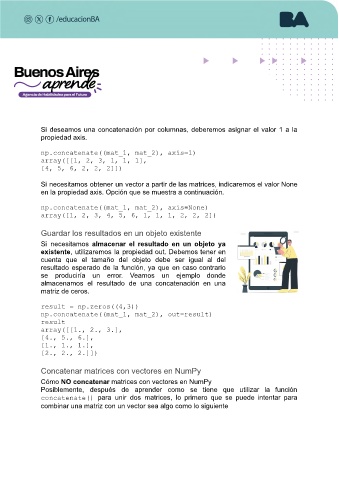 /educacionBA
BA
Buenos Aires
aprende
Agencia de Habilidades para el Futuro
Si deseamos una concatenación por columnas, deberemos asignar el valor 1 a la
propiedad axis.
np.concatenate((mat_1, mat_2), axis=1)
array([[1, 2, 3, 1, 1, 1],
[4, 5, 6, 2, 2, 2]])
Si necesitamos obtener un vector a partir de las matrices, indicaremos el valor None
en la propiedad axis. Opción que se muestra a continuación.
np.concatenate((mat_1, mat_2), axis=None)
array([1, 2, 3, 4, 5, 6, 1, 1, 1, 2, 2, 2])
Guardar los resultados en un objeto existente
Si necesitamos almacenar el resultado en un objeto ya
existente, utilizaremos la propiedad out. Debemos tener en
cuenta que el tamaño del objeto debe ser igual al del
resultado esperado de la función, ya que en caso contrario
se produciría un error. Veamos un ejemplo donde
almacenamos el resultado de una concatenación en una
matriz de ceros.
result = np.zeros((4,3))
np.concatenate((mat_1, mat_2), out=result)
result
array([[1., 2., 3.],
[4., 5., 6.],
[1., 1., 1.],
[2., 2., 2.]])
Concatenar matrices con vectores en NumPy
Cómo NO concatenar matrices con vectores en NumPy
Posiblemente, después de aprender como se tiene que utilizar la función
concatenate() para unir dos matrices, lo primero que se puede intentar para
combinar una matriz con un vector sea algo como lo siguiente